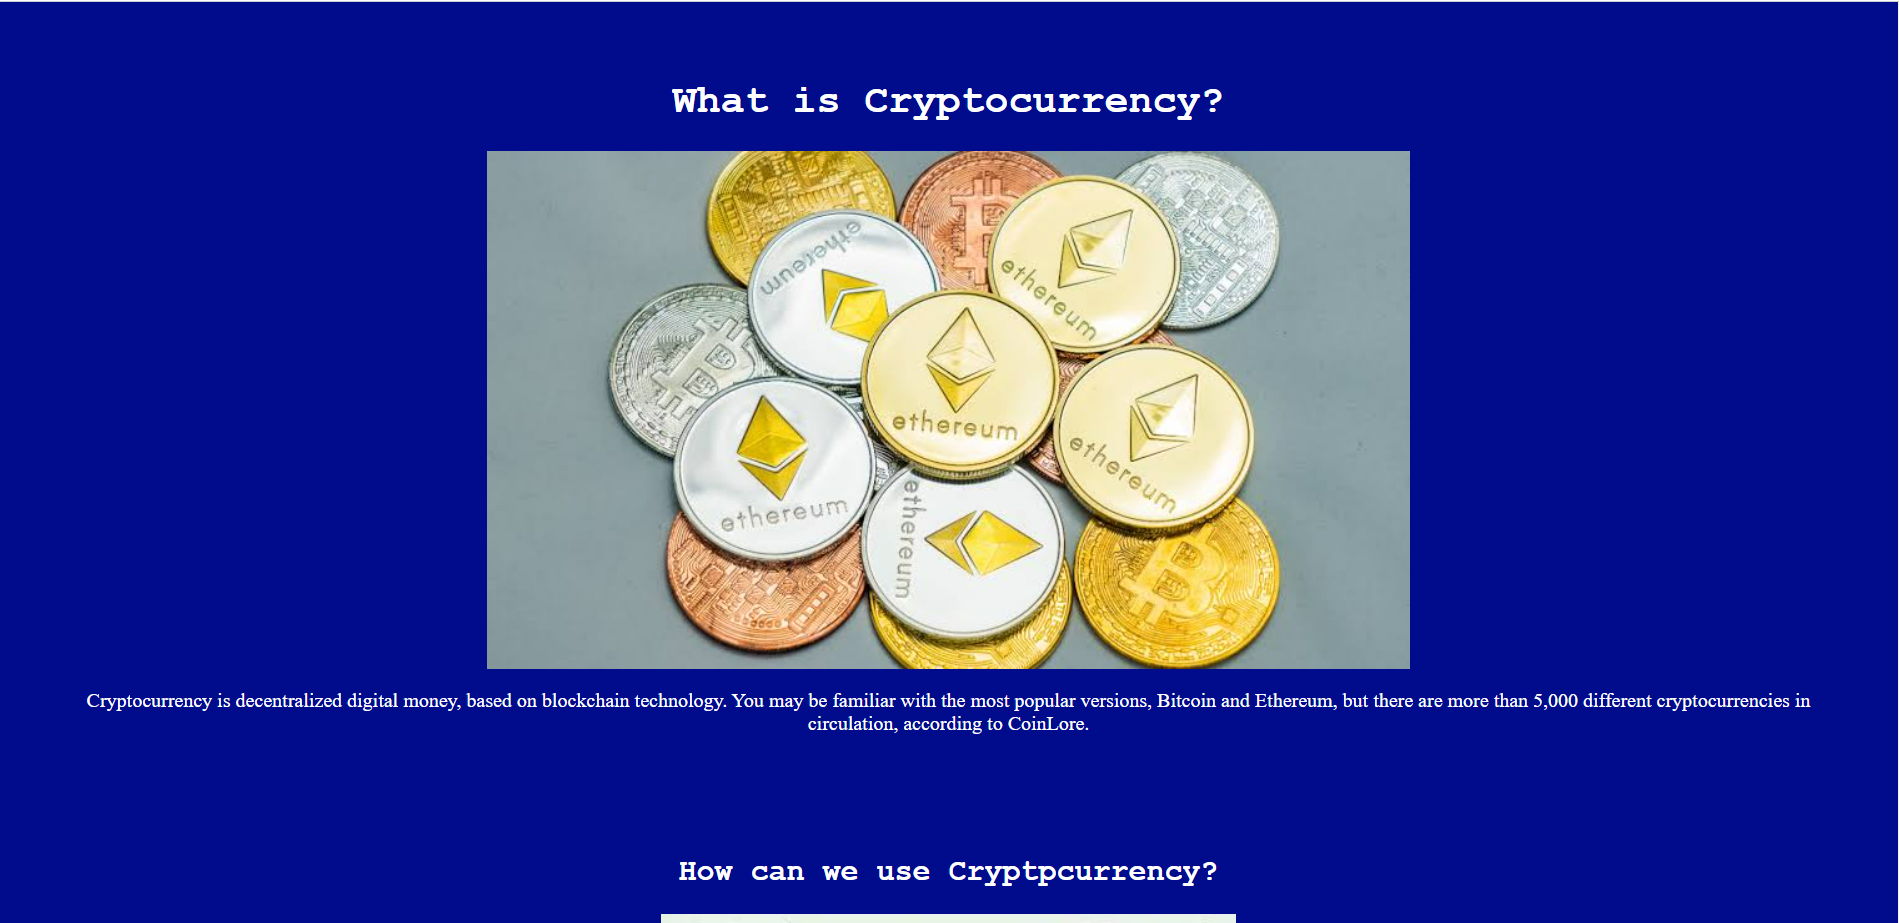 What is Cryptocurrency?
ethereum
ethereum
ethereum
ethereum
ethereum
ethereum
Cryptocurrency is decentralized digital money, based on blockchain technology. You may be familiar with the most popular versions, Bitcoin and Ethereum, but there are more than 5,000 different cryptocurrencies in
circulation, according to CoinLore.
How can we use Cryptpcurrency?